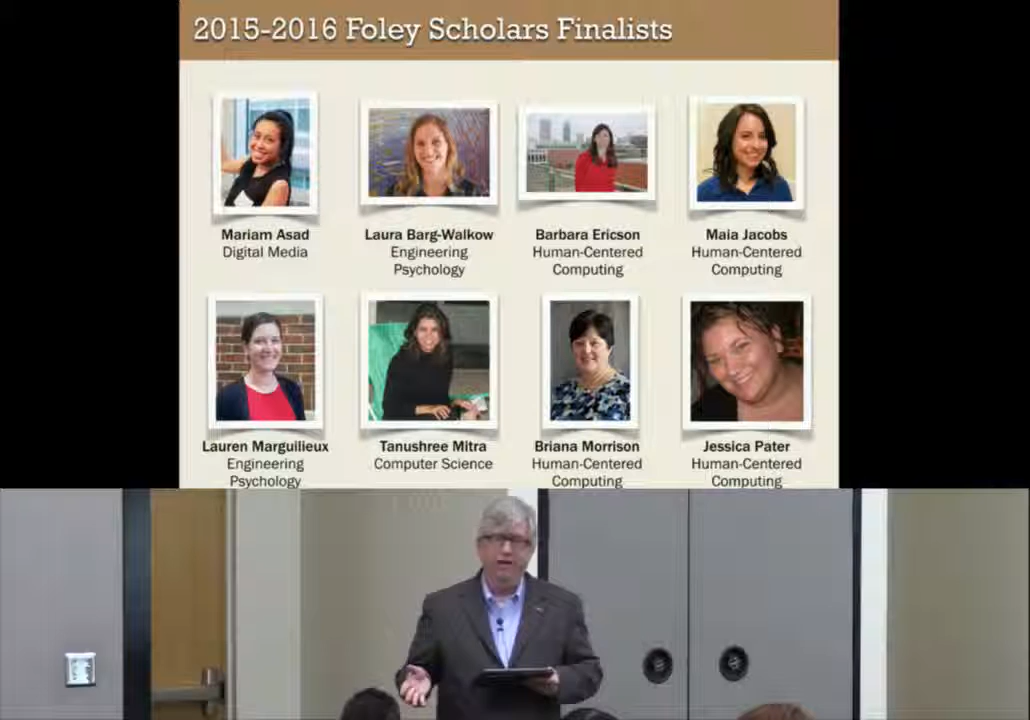 2015-2016 Foley Scholars Finalists
Mariam Asad
Digital Media
Laura Barg-Walkow
Engineering
Psychology
Barbara Ericson
Human-Centered
Computing
Maia Jacobs
Human-Centered
Computing
Lauren Marguilieux
Engineering
Psychology
Tanushree Mitra
Computer Science
Briana Morrison
Human-Centered
Computing
Jessica Pater
Human-Centered
Computing